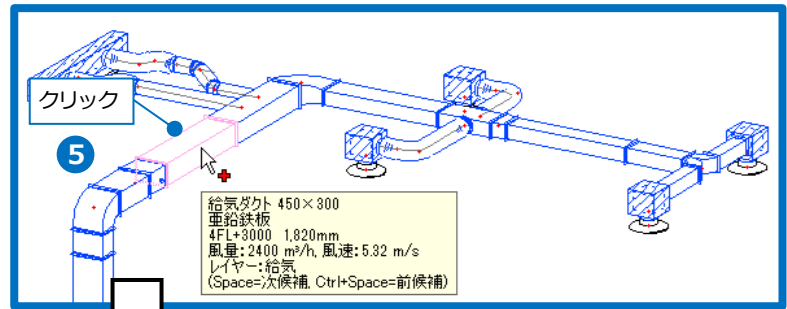 クリック
5
給気ダクト 450×300
亜鉛鉄板
4FL+3000 1,820mm
風量:2400 m³/h, 風速:5.32 m/s
レイヤー:給気
(Space=次候補, Ctrl+Space=前候補)